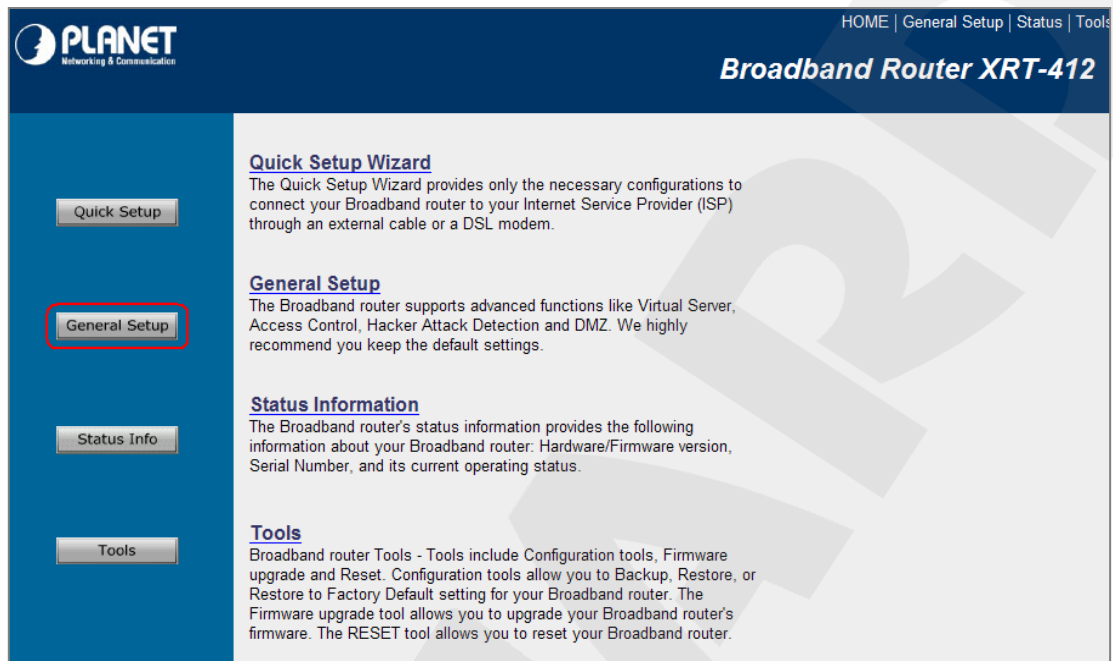 PLANET
Networking & Communication
HOME | General Setup | Status | Tools
Broadband Router XRT-412
Quick Setup
Quick Setup Wizard
The Quick Setup Wizard provides only the necessary configurations to
connect your Broadband router to your Internet Service Provider (ISP)
through an external cable or a DSL modem.
General Setup
General Setup
The Broadband router supports advanced functions like Virtual Server,
Access Control, Hacker Attack Detection and DMZ. We highly
recommend you keep the default settings.
Status Info
Status Information
The Broadband router's status information provides the following
information about your Broadband router: Hardware/Firmware version,
Serial Number, and its current operating status.
Tools
Tools
Broadband router Tools - Tools include Configuration tools, Firmware
upgrade and Reset. Configuration tools allow you to Backup, Restore, or
Restore to Factory Default setting for your Broadband router. The
Firmware upgrade tool allows you to upgrade your Broadband router's
firmware. The RESET tool allows you to reset your Broadband router.